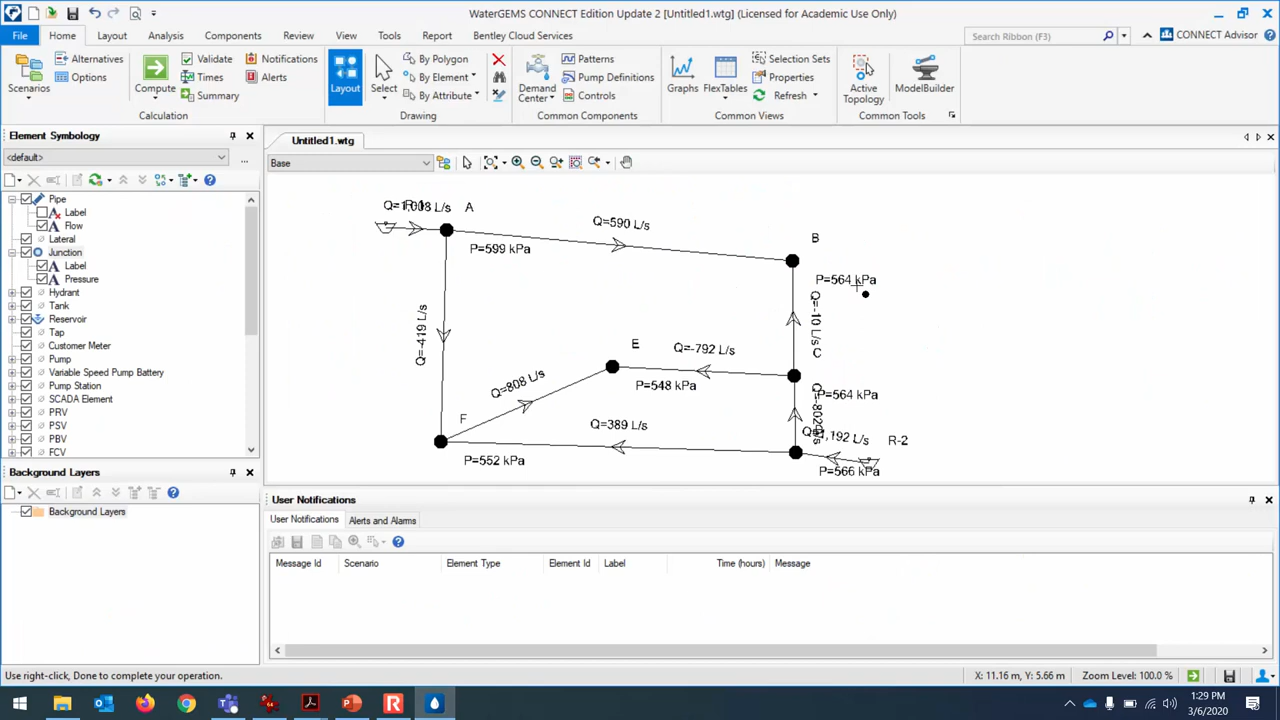 WaterGEMS CONNECT Edition Update 2 [Untitled1.wtg] (Licensed for Academic Use Only)
File Home Layout Analysis Components Review View Tools Report Bentley Cloud Services Search Ribbon (F3) CONNECT Advisor
Scenarios Alternatives Options Compute Validate Times Summary Notifications Alerts Layout Select By Polygon By Element By Attribute Demand Center Patterns Pump Definitions Controls Graphs FlexTables Selection Sets Properties Refresh Active Topology ModelBuilder
Calculation Drawing Common Components Common Views Common Tools
Element Symbology
<default>
Pipe
Label
Flow
Lateral
Junction
Label
Pressure
Hydrant
Tank
Reservoir
Tap
Customer Meter
Pump
Variable Speed Pump Battery
Pump Station
SCADA Element
PRV
PSV
PBV
FCV
Background Layers
Background Layers
Untitled1.wtg
Base
A
Q=590 L/s
P=599 kPa
B
P=564 kPa
Q=-419 L/s
Q=-10 L/s
E
Q=-792 L/s
C
Q=808 L/s
P=548 kPa
P=564 kPa
F
Q=389 L/s
R-2
P=552 kPa
P=566 kPa
User Notifications
User Notifications Alerts and Alarms
Message Id Scenario Element Type Element Id Label Time (hours) Message
Use right-click, Done to complete your operation.
X: 11.16 m, Y: 5.66 m Zoom Level: 100.0 %
1:29 PM
3/6/2020